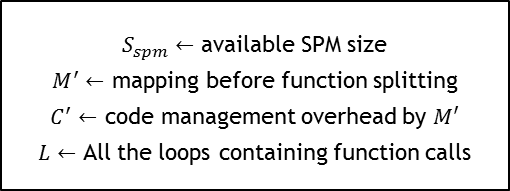 S_spm ← available SPM size
M′ ← mapping before function splitting
C′ ← code management overhead by M′
L ← All the loops containing function calls